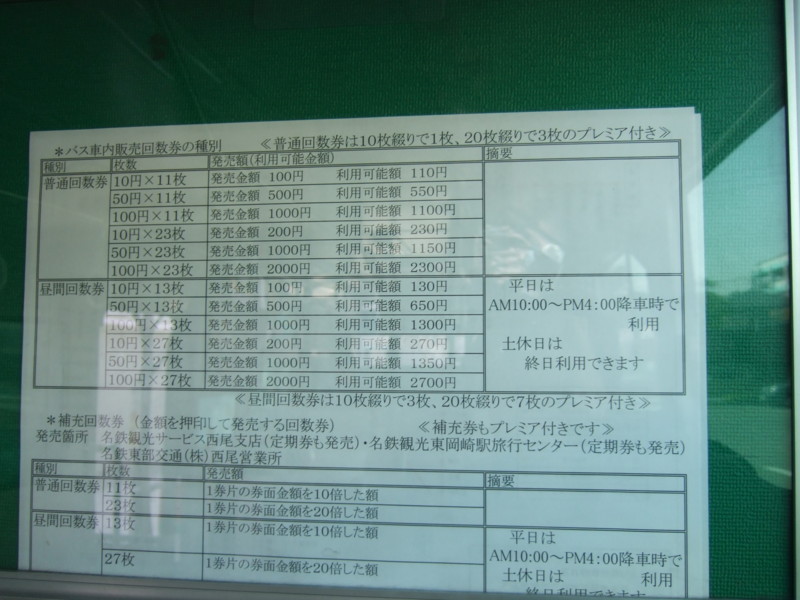 ＊バス車内販売回数券の種別　≪普通回数券は10枚綴りで1枚、20枚綴りで3枚のプレミア付き≫
種別　枚数　発売額(利用可能金額)　摘要
普通回数券　10円×11枚　発売金額 100円　利用可能額 110円
50円×11枚　発売金額 500円　利用可能額 550円
100円×11枚　発売金額 1000円　利用可能額 1100円
10円×23枚　発売金額 200円　利用可能額 230円
50円×23枚　発売金額 1000円　利用可能額 1150円
100円×23枚　発売金額 2000円　利用可能額 2300円
昼間回数券　10円×13枚　発売金額 100円　利用可能額 130円
50円×13枚　発売金額 500円　利用可能額 650円
100円×13枚　発売金額 1000円　利用可能額 1300円
10円×27枚　発売金額 200円　利用可能額 270円
50円×27枚　発売金額 1000円　利用可能額 1350円
100円×27枚　発売金額 2000円　利用可能額 2700円
平日は
AM10:00～PM4:00降車時で
利用
土休日は
終日利用できます
≪昼間回数券は10枚綴りで3枚、20枚綴りで7枚のプレミア付き≫
＊補充回数券（金額を押印して発売する回数券）　≪補充券もプレミア付きです≫
発売箇所　名鉄観光サービス西尾支店（定期券も発売）・名鉄観光東岡崎駅旅行センター（定期券も発売）
名鉄東部交通（株）西尾営業所
種別　枚数　発売額　摘要
普通回数券　11枚　1券片の券面金額を10倍した額
23枚　1券片の券面金額を20倍した額
昼間回数券　13枚　1券片の券面金額を10倍した額
27枚　1券片の券面金額を20倍した額
平日は
AM10:00～PM4:00降車時で
土休日は　利用
終日利用できます